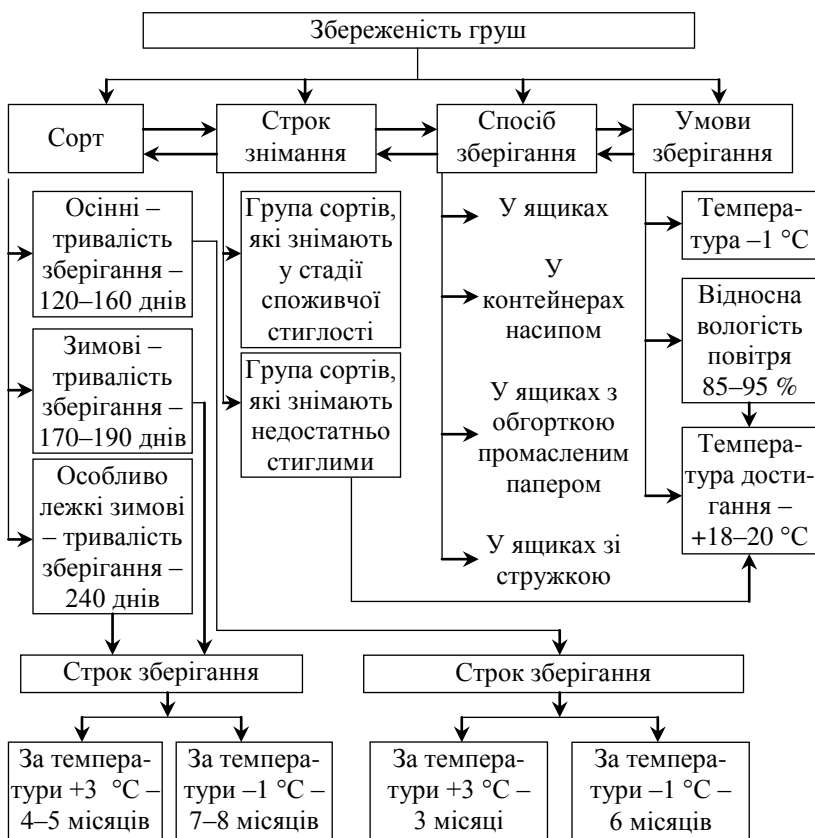 Збереженість груш
Сорт
Строк
знімання
Спосіб
зберігання
Умови
зберігання
Осінні –
тривалість
зберігання –
120–160 днів
Зимові –
тривалість
зберігання –
170–190 днів
Особливо
лежкі зимові
– тривалість
зберігання –
240 днів
Група сортів,
які знімають
у стадії
споживчої
стиглості
Група сортів,
які знімають
недостатньо
стиглими
У ящиках
У
контейнерах
насипом
У ящиках з
обгорткою
промасленим
папером
У ящиках зі
стружкою
Темпера-
тура –1 °С
Відносна
вологість
повітря
85–95 %
Темпера-
тура дости-
гання –
+18–20 °С
Строк зберігання
Строк зберігання
За темпера-
тури +3 °С –
4–5 місяців
За темпера-
тури –1 °С –
7–8 місяців
За темпера-
тури +3 °С –
3 місяці
За темпера-
тури –1 °С –
6 місяців